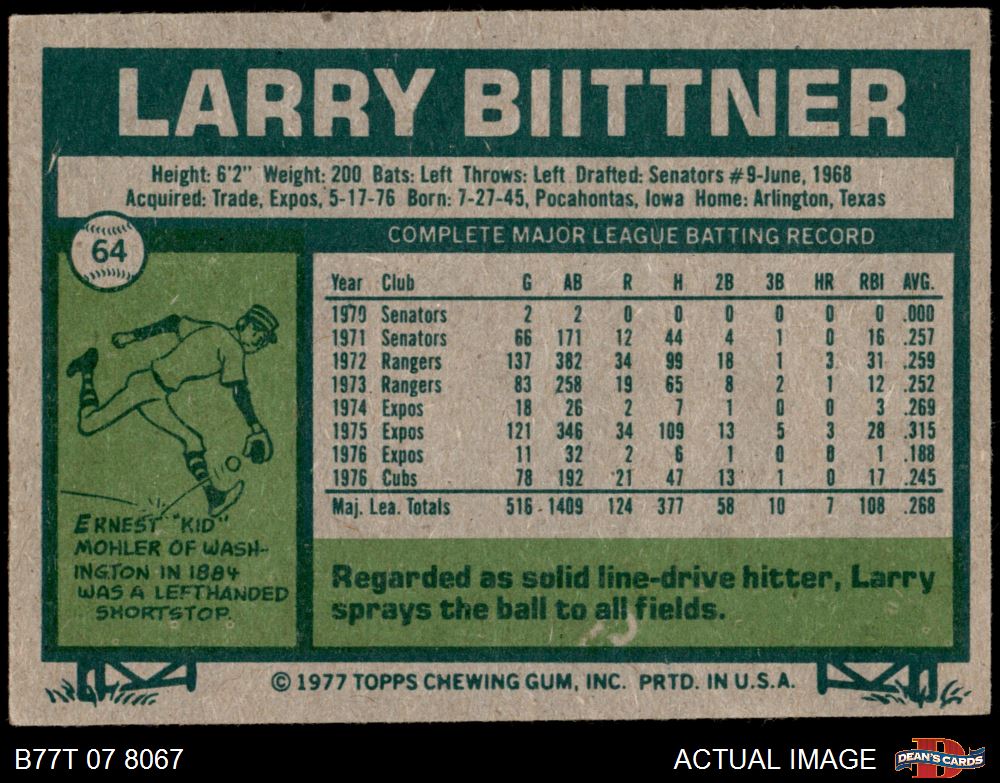 LARRY BIITTNER
Height: 6'2" Weight: 200 Bats: Left Throws: Left Drafted: Senators #9-June, 1968
Acquired: Trade, Expos, 5-17-76 Born: 7-27-45, Pocahontas, Iowa Home: Arlington, Texas
64
COMPLETE MAJOR LEAGUE BATTING RECORD
Year Club G AB R H 2B 3B HR RBI AVG.
1970 Senators 2 2 0 0 0 0 0 0 .000
1971 Senators 66 171 12 44 4 1 0 16 .257
1972 Rangers 137 382 34 99 18 1 3 31 .259
1973 Rangers 83 258 19 65 8 2 1 12 .252
1974 Expos 18 26 2 7 1 0 0 3 .269
1975 Expos 121 346 34 109 13 5 3 28 .315
1976 Expos 11 32 2 6 1 0 0 1 .188
1976 Cubs 78 192 21 47 13 1 0 17 .245
Maj. Lea. Totals 516 1409 124 377 58 10 7 108 .268
ERNEST "KID"
MOHLER OF WASH-
INGTON IN 1884
WAS A LEFTHANDED
SHORTSTOP.
Regarded as solid line-drive hitter, Larry
sprays the ball to all fields.
© 1977 TOPPS CHEWING GUM, INC. PRTD. IN U.S.A.
B77T 07 8067
ACTUAL IMAGE
D
DEAN'S CARDS